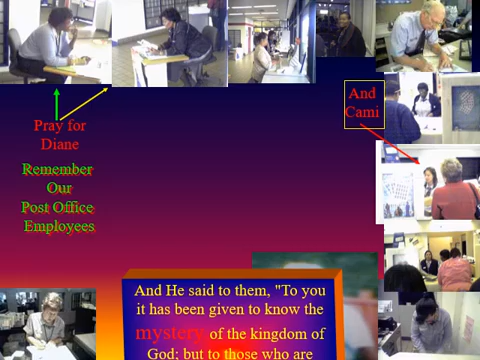 And
Cami
Pray for
Diane
Remember
Our
Post Office
Employees
And He said to them, "To you
it has been given to know the
mystery of the kingdom of
God; but to those who are